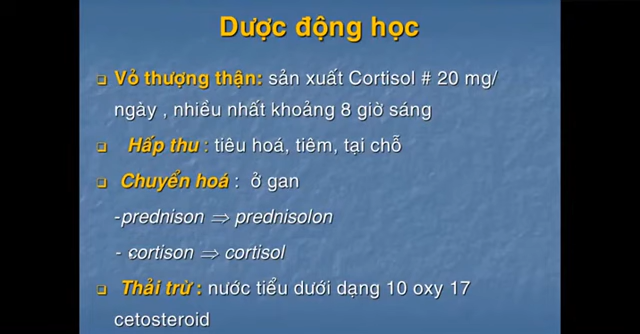 Dược động học
❑ Vỏ thượng thận: sản xuất Cortisol # 20 mg/
ngày , nhiều nhất khoảng 8 giờ sáng
❑ Hấp thu : tiêu hoá, tiêm, tại chỗ
❑ Chuyển hoá : ở gan
-prednison ⇒ prednisolon
- cortison ⇒ cortisol
❑ Thải trừ : nước tiểu dưới dạng 10 oxy 17
cetosteroid